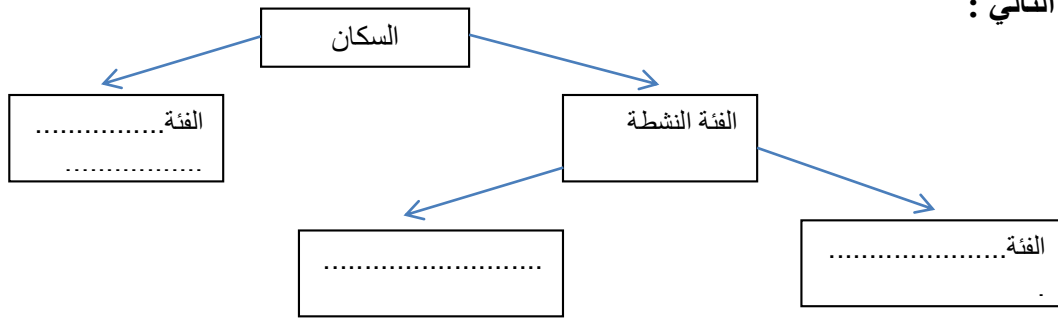 التالي :
السكان
الفئة النشطة
الفئة................
.................
الفئة......................
.
...........................